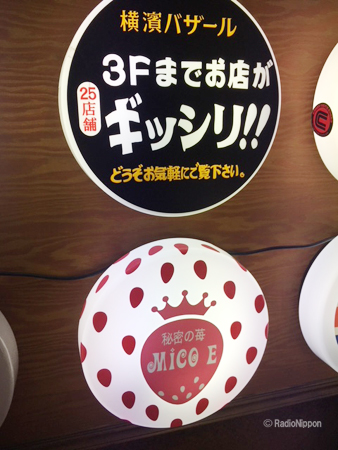 横濱バザール
3Fまでお店が
25店舗
ギッシリ!!
どうぞお気軽にご覧下さい。
秘密の苺
MiCO E
© RadioNippon